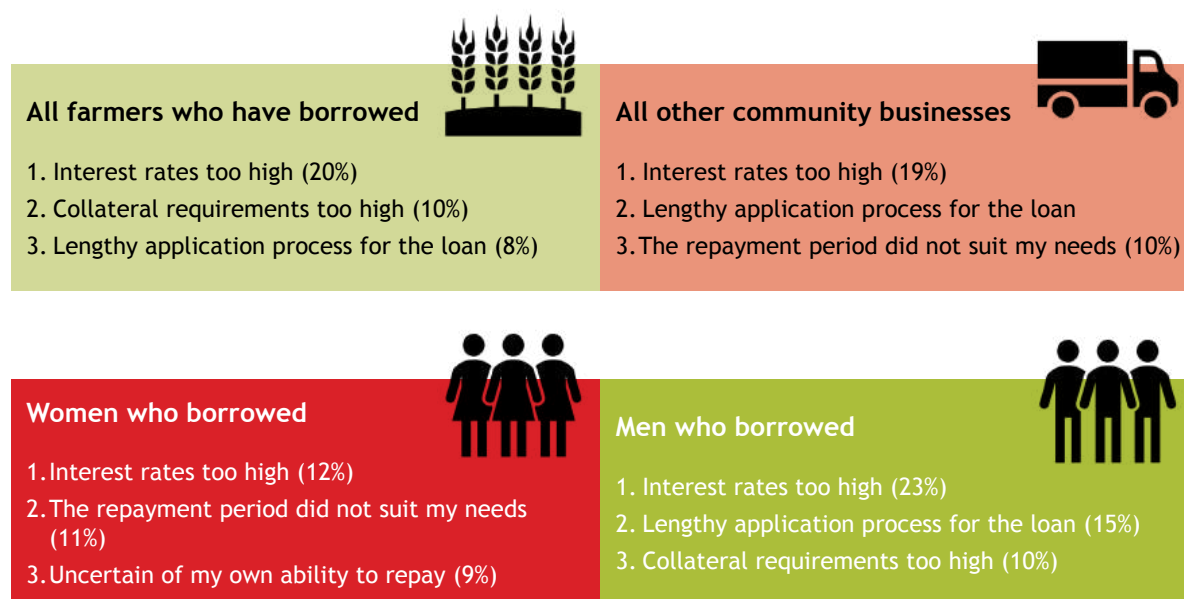 All farmers who have borrowed
1. Interest rates too high (20%)
2. Collateral requirements too high (10%)
3. Lengthy application process for the loan (8%)
All other community businesses
1. Interest rates too high (19%)
2. Lengthy application process for the loan
3. The repayment period did not suit my needs (10%)
Women who borrowed
1. Interest rates too high (12%)
2. The repayment period did not suit my needs
(11%)
3. Uncertain of my own ability to repay (9%)
Men who borrowed
1. Interest rates too high (23%)
2. Lengthy application process for the loan (15%)
3. Collateral requirements too high (10%)